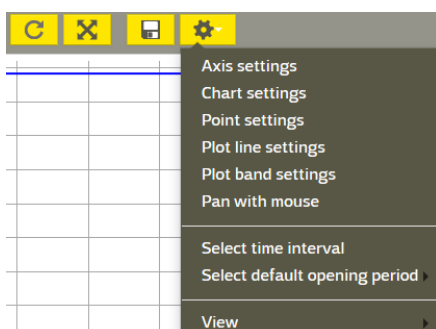 Axis settings
Chart settings
Point settings
Plot line settings
Plot band settings
Pan with mouse
Select time interval
Select default opening period
View